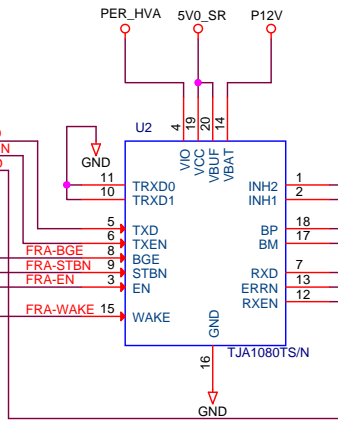 PER_HVA 5V0_SR P12V
U2
4 19 20 14
VIO VCC VBUF VBAT
GND
11 TRXD0 INH2 1
10 TRXD1 INH1 2
5 TXD BP 18
N 6 TXEN BM 17
FRA-BGE 8 BGE
FRA-STBN 9 STBN RXD 7
FRA-EN 3 EN ERRN 13
RXEN 12
FRA-WAKE 15 WAKE
GND
16 TJA1080TS/N
GND